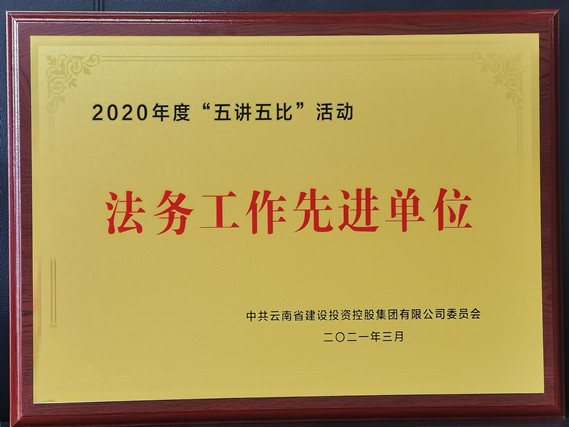 2020年度“五讲五比”活动
法务工作先进单位
中共云南省建设投资控股集团有限公司委员会
二〇二一年三月